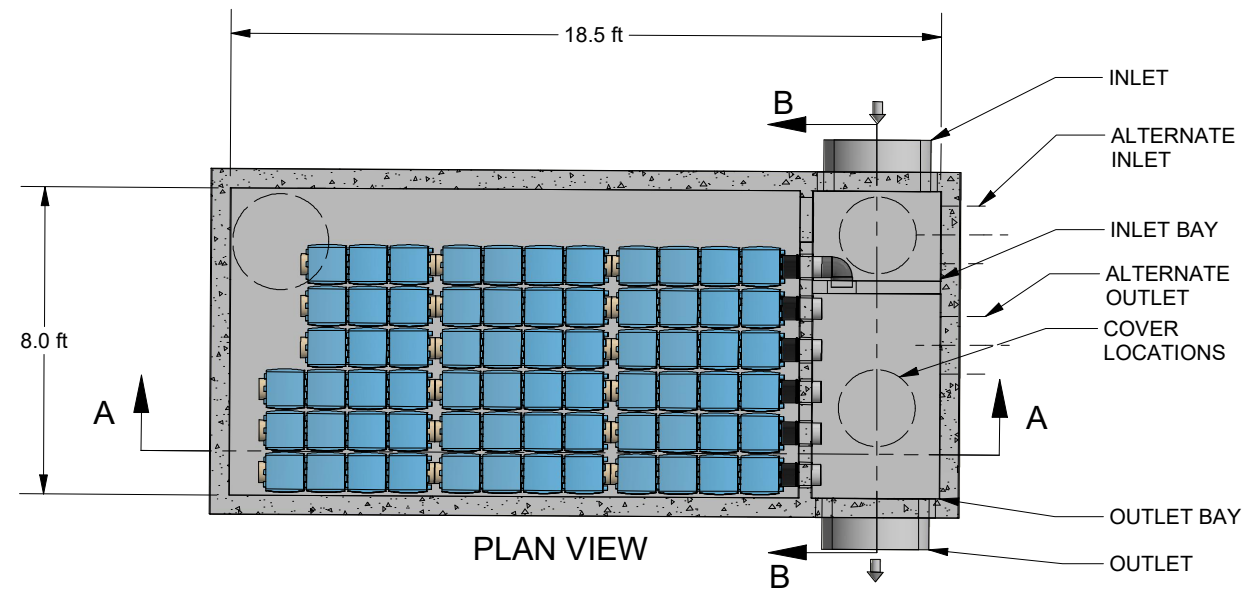 18.5 ft
INLET
B
ALTERNATE
INLET
INLET BAY
ALTERNATE
OUTLET
8.0 ft
COVER
LOCATIONS
A
A
OUTLET BAY
PLAN VIEW
OUTLET
B